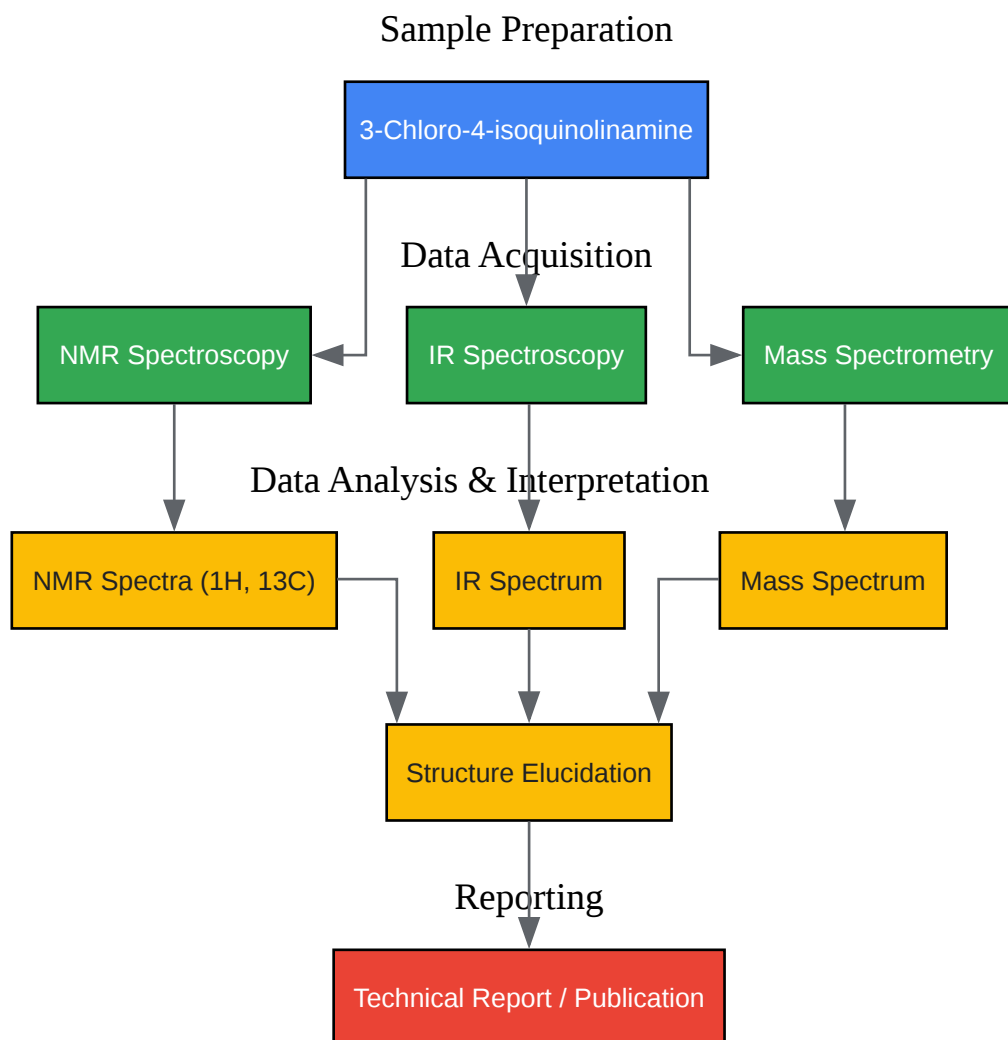 Sample Preparation
3-Chloro-4-isoquinolinamine
Data Acquisition
NMR Spectroscopy
IR Spectroscopy
Mass Spectrometry
Data Analysis & Interpretation
NMR Spectra (1H, 13C)
IR Spectrum
Mass Spectrum
Structure Elucidation
Reporting
Technical Report / Publication